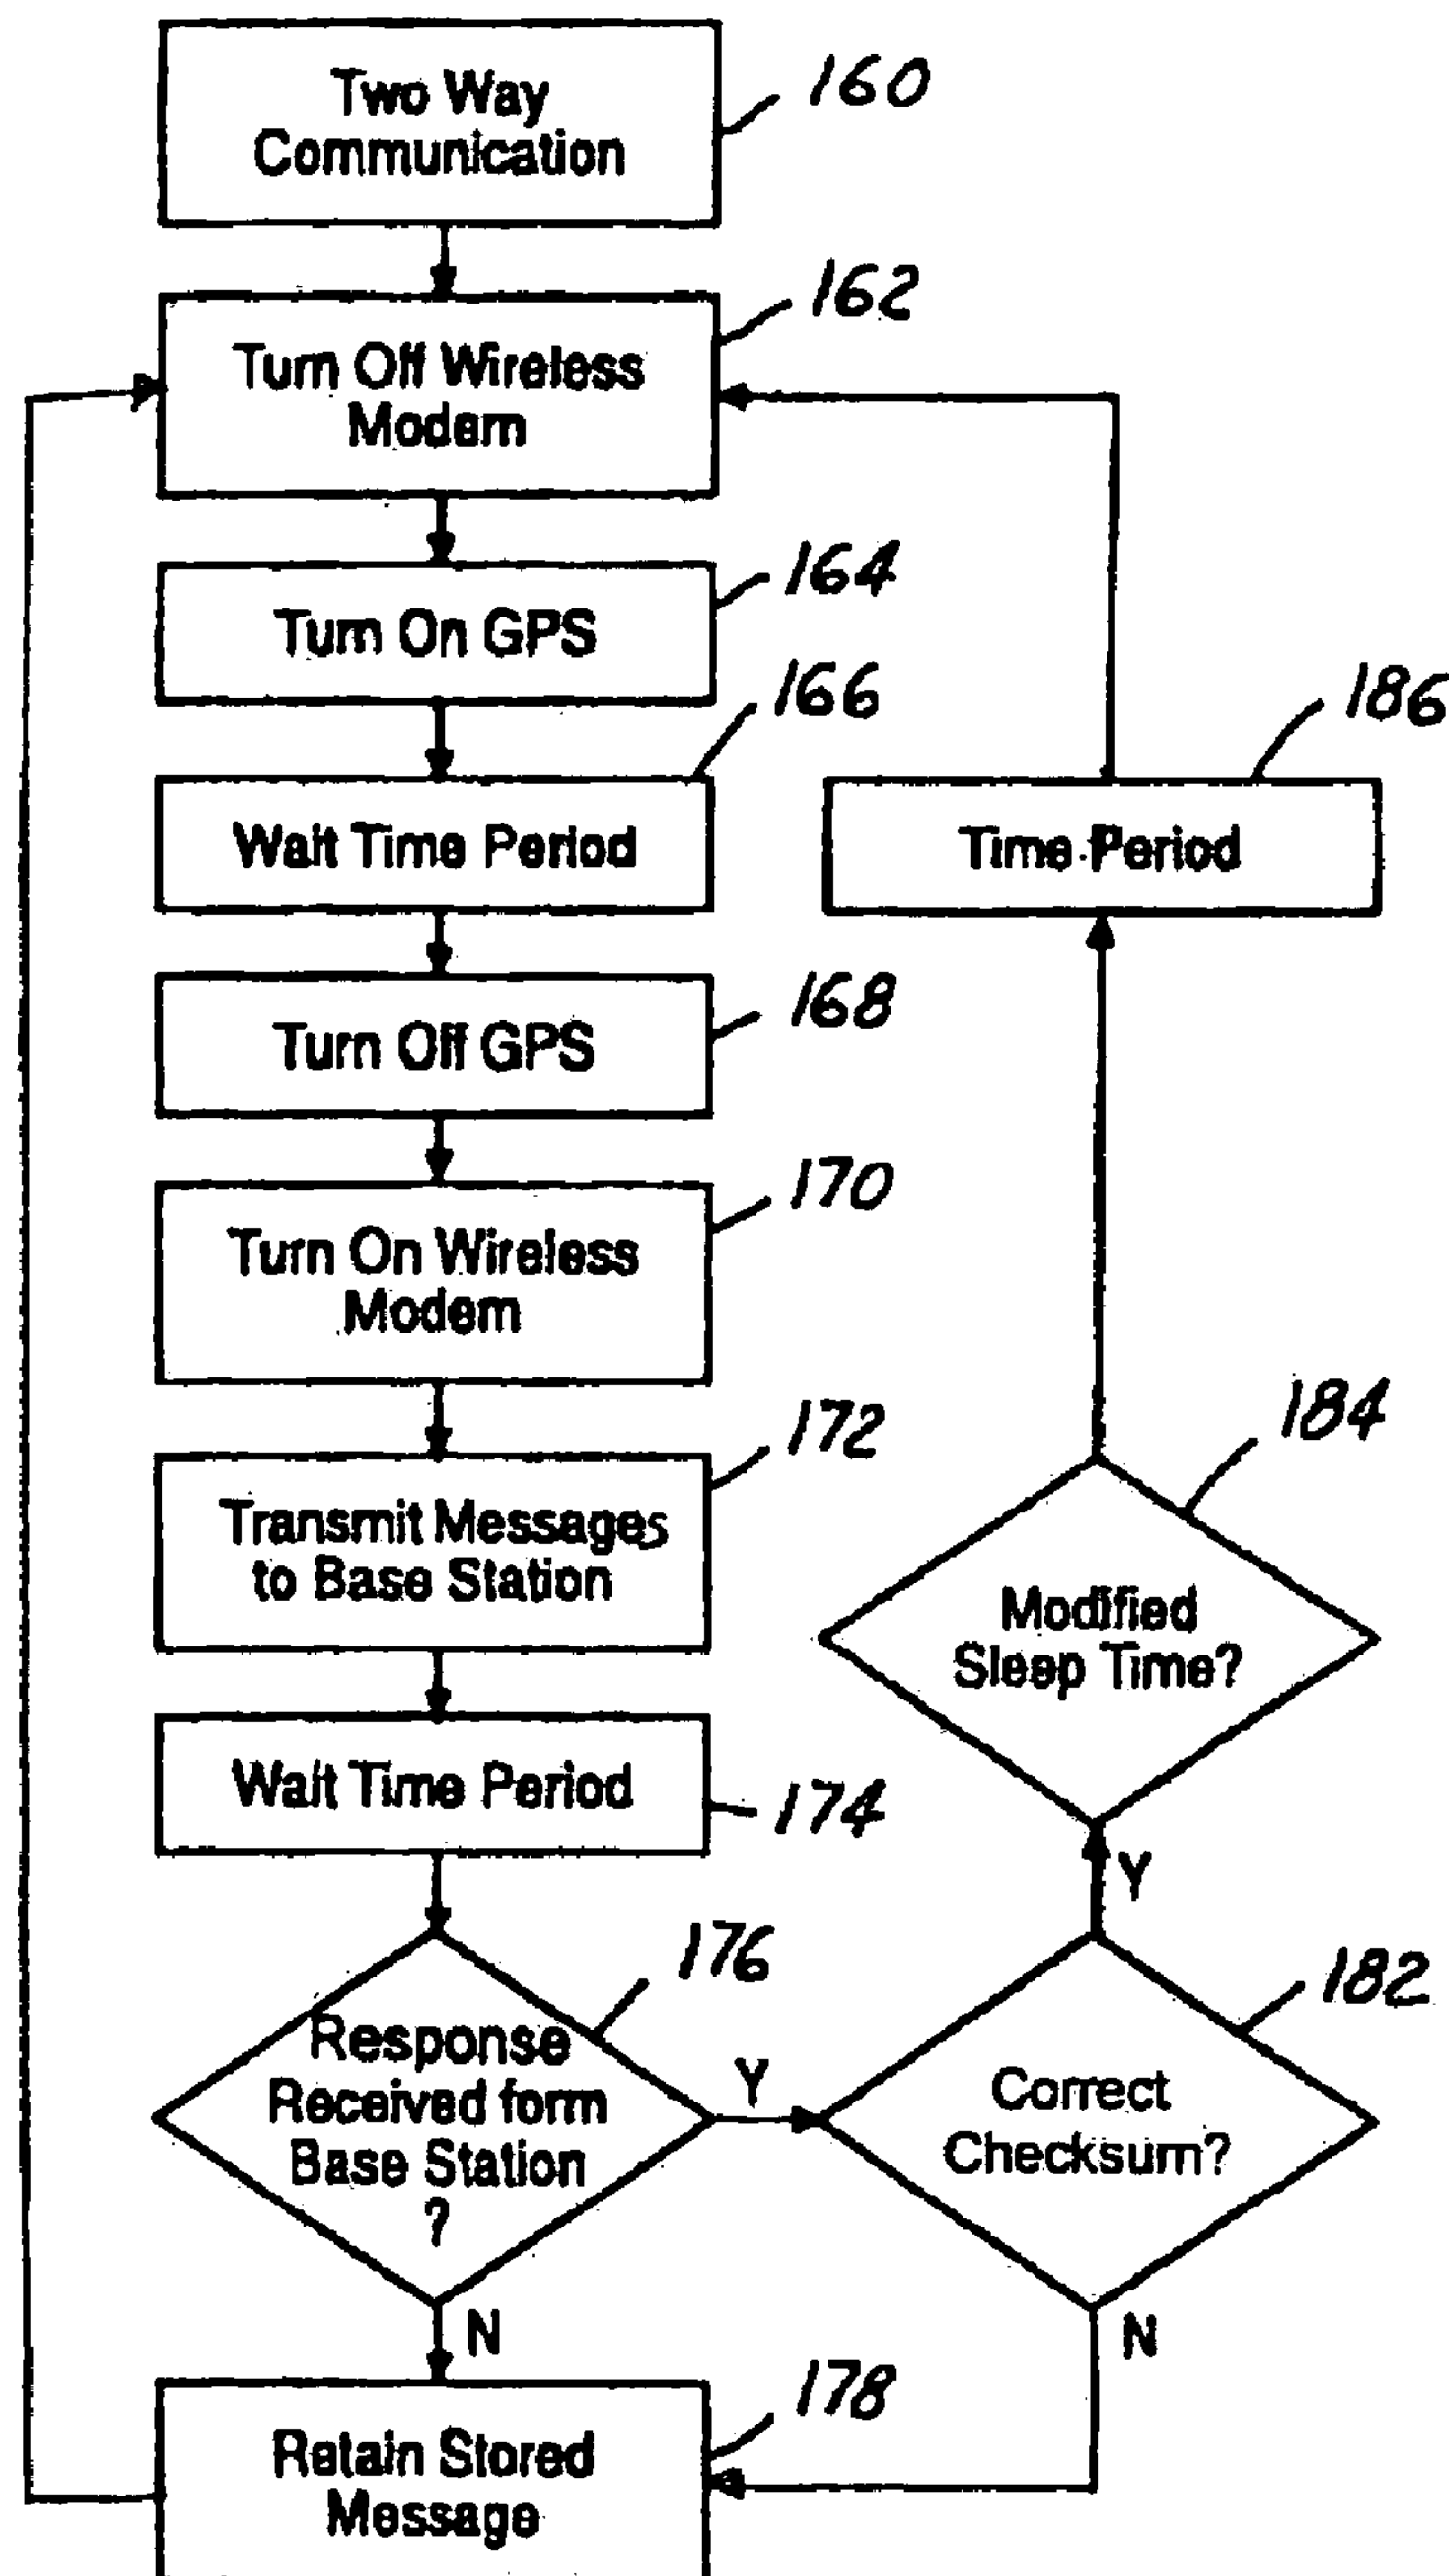 Two Way
Communication
160
Turn Off Wireless
Modem
162
Turn On GPS
164
Wait Time Period
166
Time Period
186
Turn Off GPS
168
Turn On Wireless
Modem
170
Transmit Messages
to Base Station
172
Modified
Sleep Time?
184
Wait Time Period
174
Y
Response
Received form
Base Station
?
176
Y
Correct
Checksum?
182
N
N
Retain Stored
Message
178